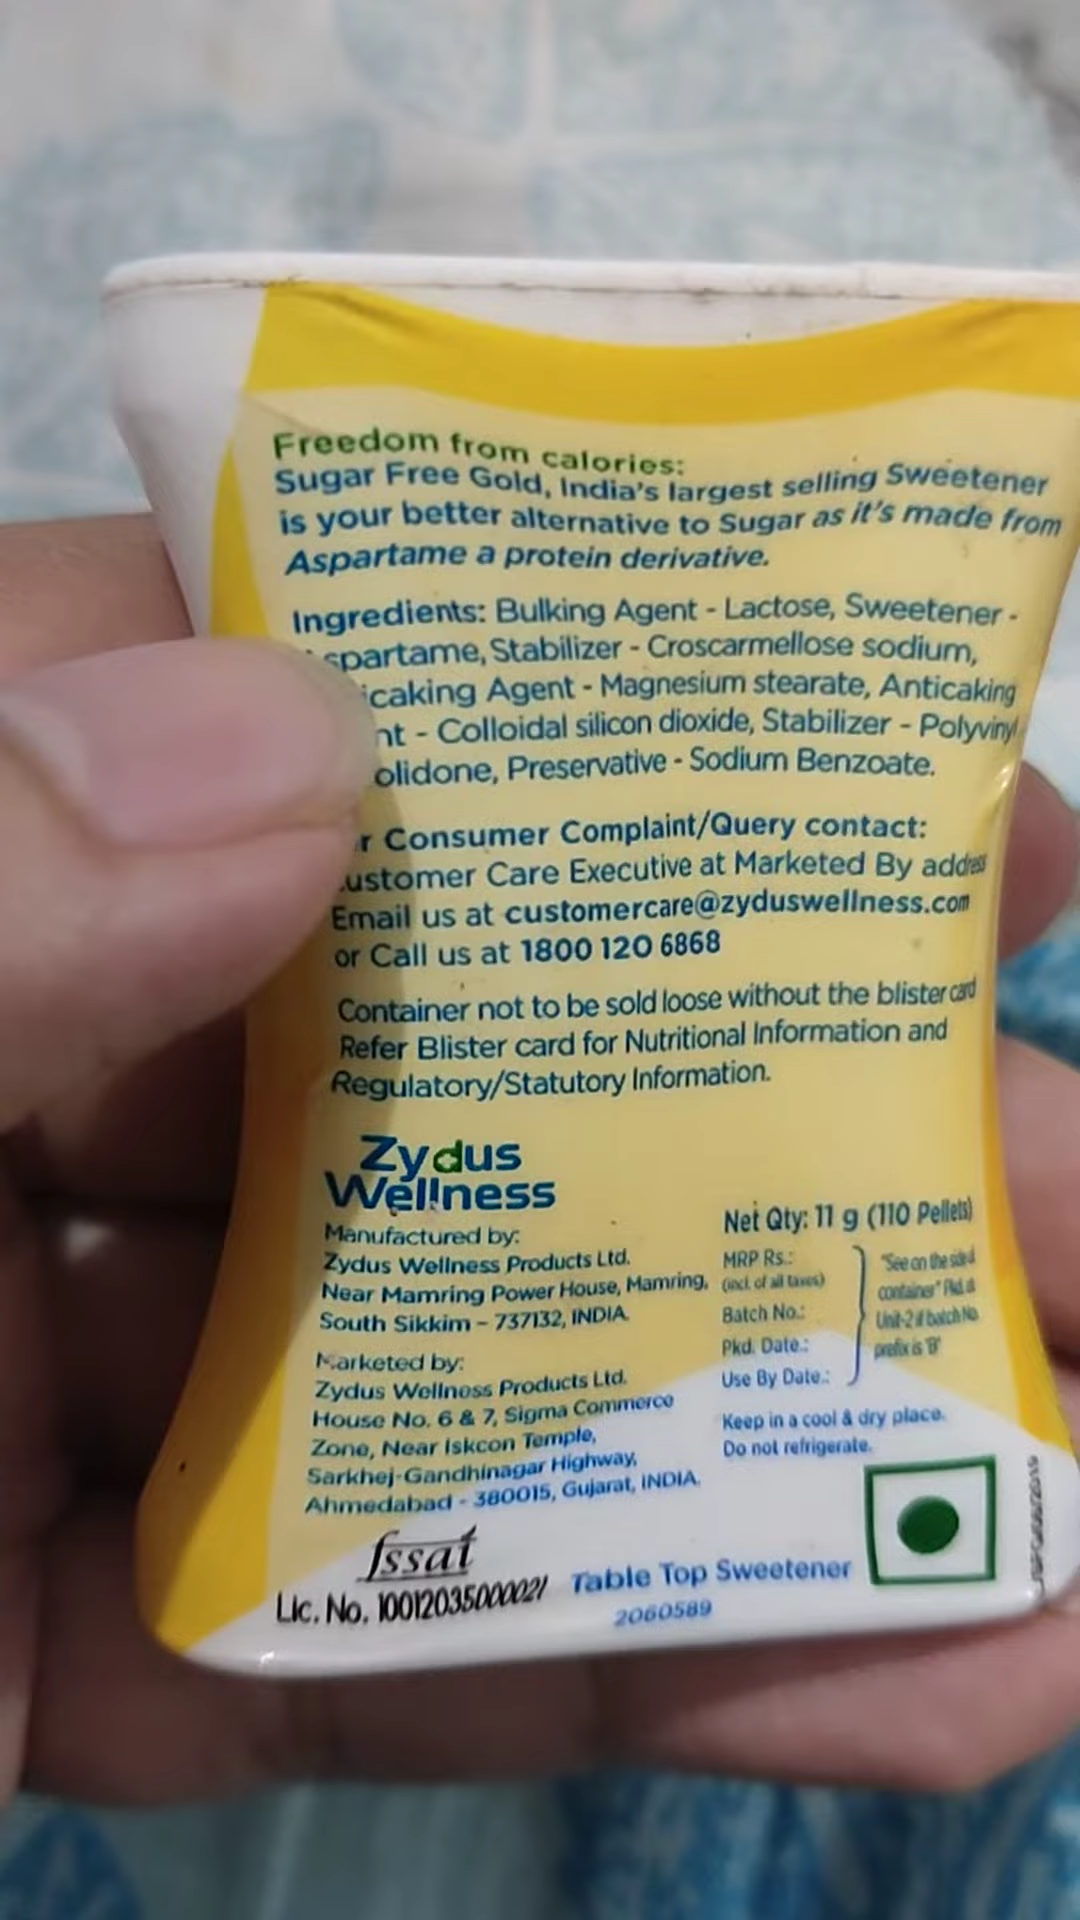 Freedom from calories:
Sugar Free Gold, India's largest selling Sweetener
is your better alternative to Sugar as it's made from
Aspartame a protein derivative.
Ingredients: Bulking Agent - Lactose, Sweetener -
spartame, Stabilizer - Croscarmellose sodium,
icaking Agent - Magnesium stearate, Anticaking
nt - Colloidal silicon dioxide, Stabilizer - Polyvinyl
olidone, Preservative - Sodium Benzoate.
r Consumer Complaint/Query contact:
ustomer Care Executive at Marketed By address
Email us at customercare@zyduswellness.com
or Call us at 1800 120 6868
Container not to be sold loose without the blister card
Refer Blister card for Nutritional Information and
Regulatory/Statutory Information.
Zydus
Wellness
Manufactured by:
Zydus Wellness Products Ltd.
Near Mamring Power House, Mamring,
South Sikkim - 737132, INDIA.
Marketed by:
Zydus Wellness Products Ltd.
House No. 6 & 7, Sigma Commerce
Zone, Near Iskcon Temple,
Sarkhej-Gandhinagar Highway,
Ahmedabad - 380015, Gujarat, INDIA.
Net Qty: 11 g (110 Pellets)
MRP Rs.:
(incl. of all taxes)
Batch No.:
Pkd. Date.:
Use By Date.:
"See on the side of
container" Pkd. at
Unit-2 if batch No.
prefix is 'B'
Keep in a cool & dry place.
Do not refrigerate.
fssai
Lic. No. 10012035000021
Table Top Sweetener
2060589